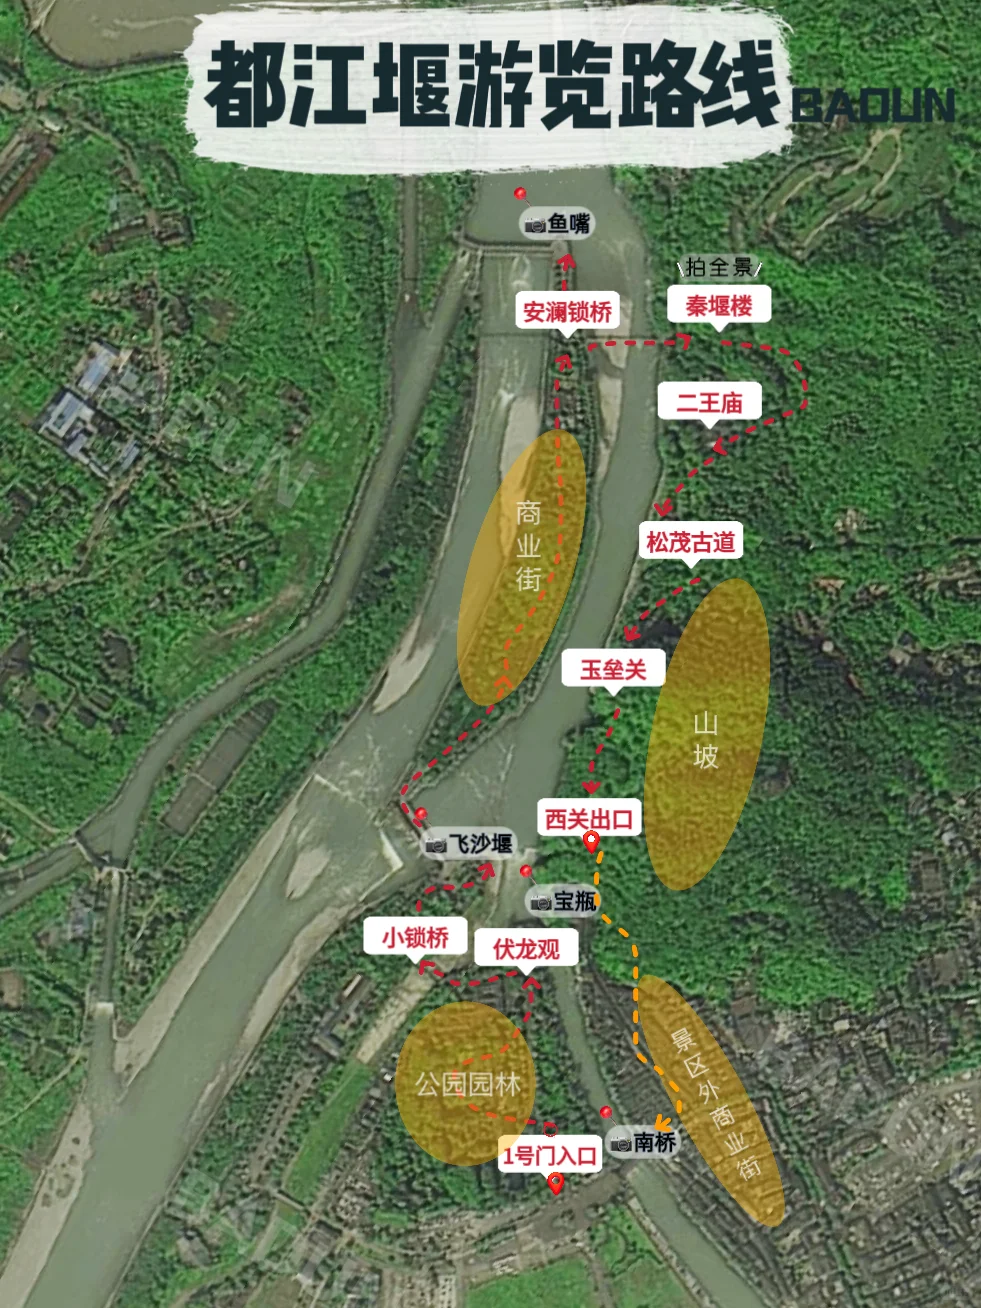 都江堰游览路线
BAOUN
鱼嘴
\拍全景/
安澜锁桥
秦堰楼
二王庙
商业街
松茂古道
玉垒关
山坡
西关出口
飞沙堰
宝瓶
小锁桥
伏龙观
景区外商业街
公园园林
南桥
1号门入口